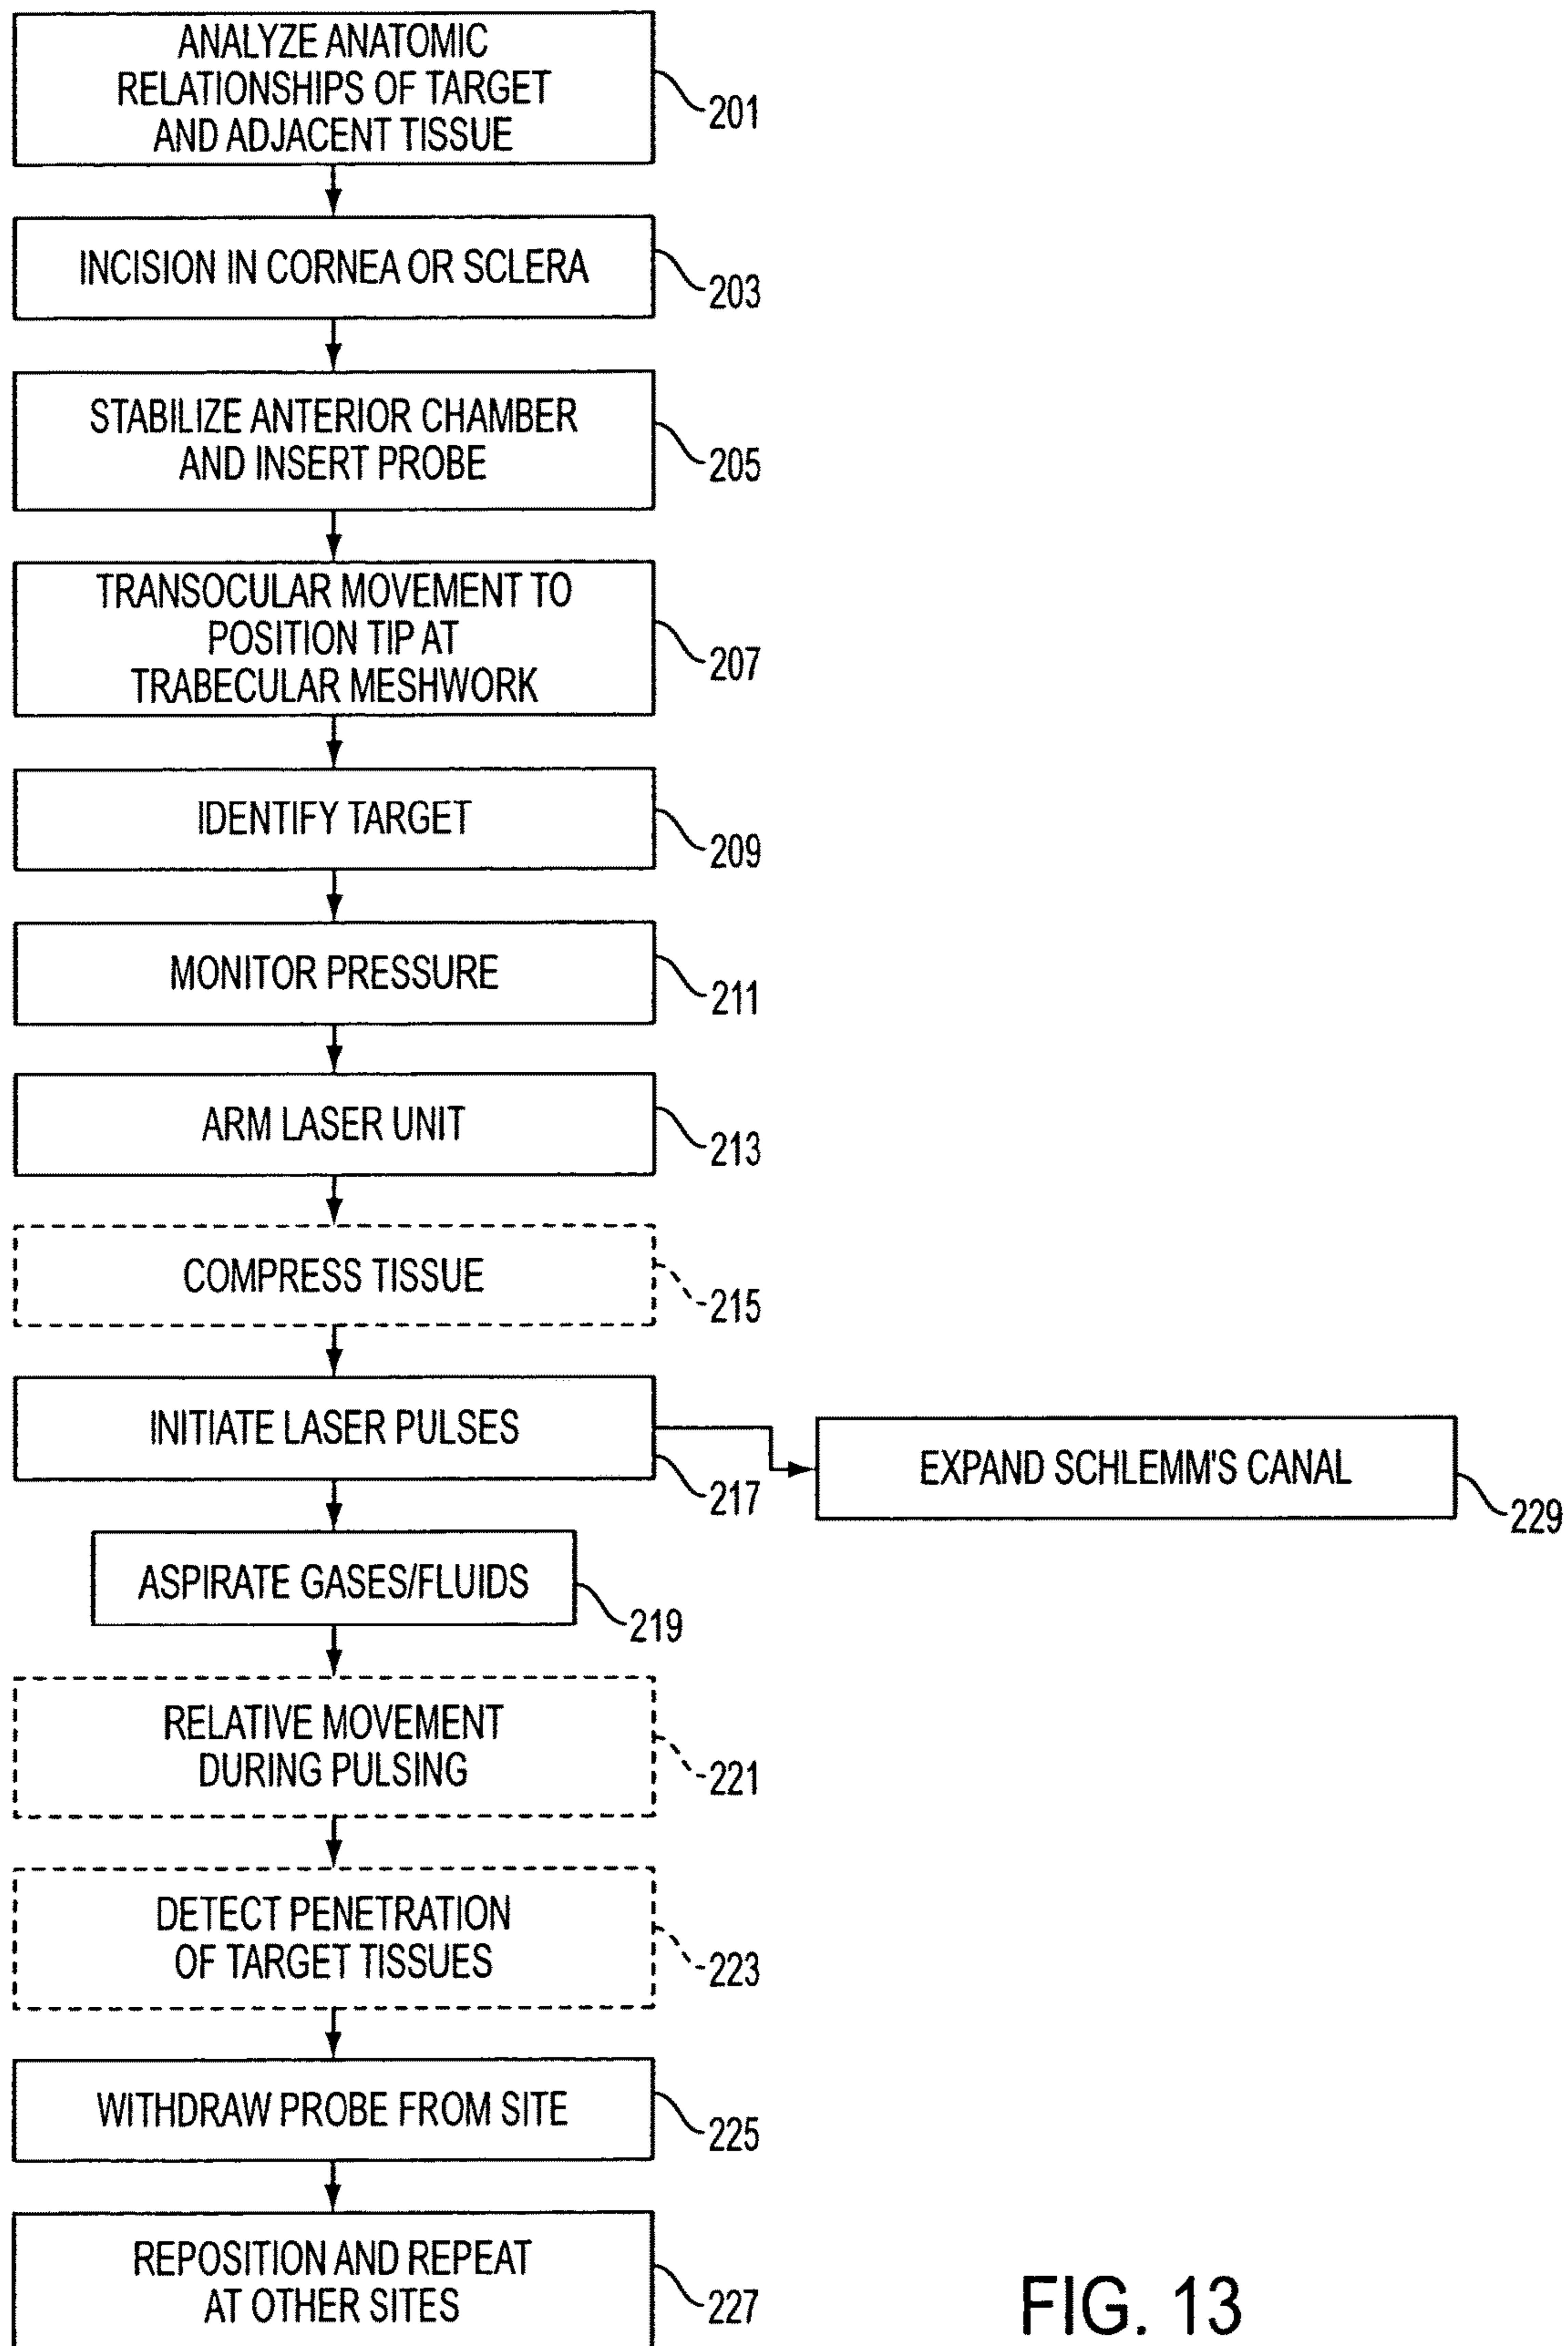 ANALYZE ANATOMIC
RELATIONSHIPS OF TARGET
AND ADJACENT TISSUE
201
INCISION IN CORNEA OR SCLERA
203
STABILIZE ANTERIOR CHAMBER
AND INSERT PROBE
205
TRANSOCULAR MOVEMENT TO
POSITION TIP AT
TRABECULAR MESHWORK
207
IDENTIFY TARGET
209
MONITOR PRESSURE
211
ARM LASER UNIT
213
COMPRESS TISSUE
215
INITIATE LASER PULSES
217
EXPAND SCHLEMM'S CANAL
229
ASPIRATE GASES/FLUIDS
219
RELATIVE MOVEMENT
DURING PULSING
221
DETECT PENETRATION
OF TARGET TISSUES
223
WITHDRAW PROBE FROM SITE
225
REPOSITION AND REPEAT
AT OTHER SITES
227
FIG. 13